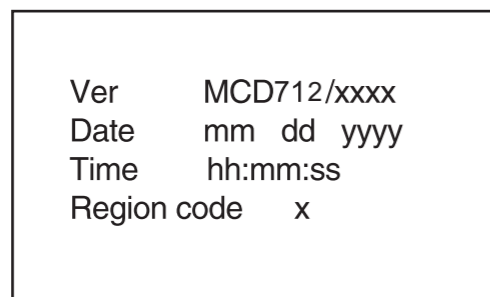 Ver MCD712/xxxx
Date mm dd yyyy
Time hh:mm:ss
Region code x